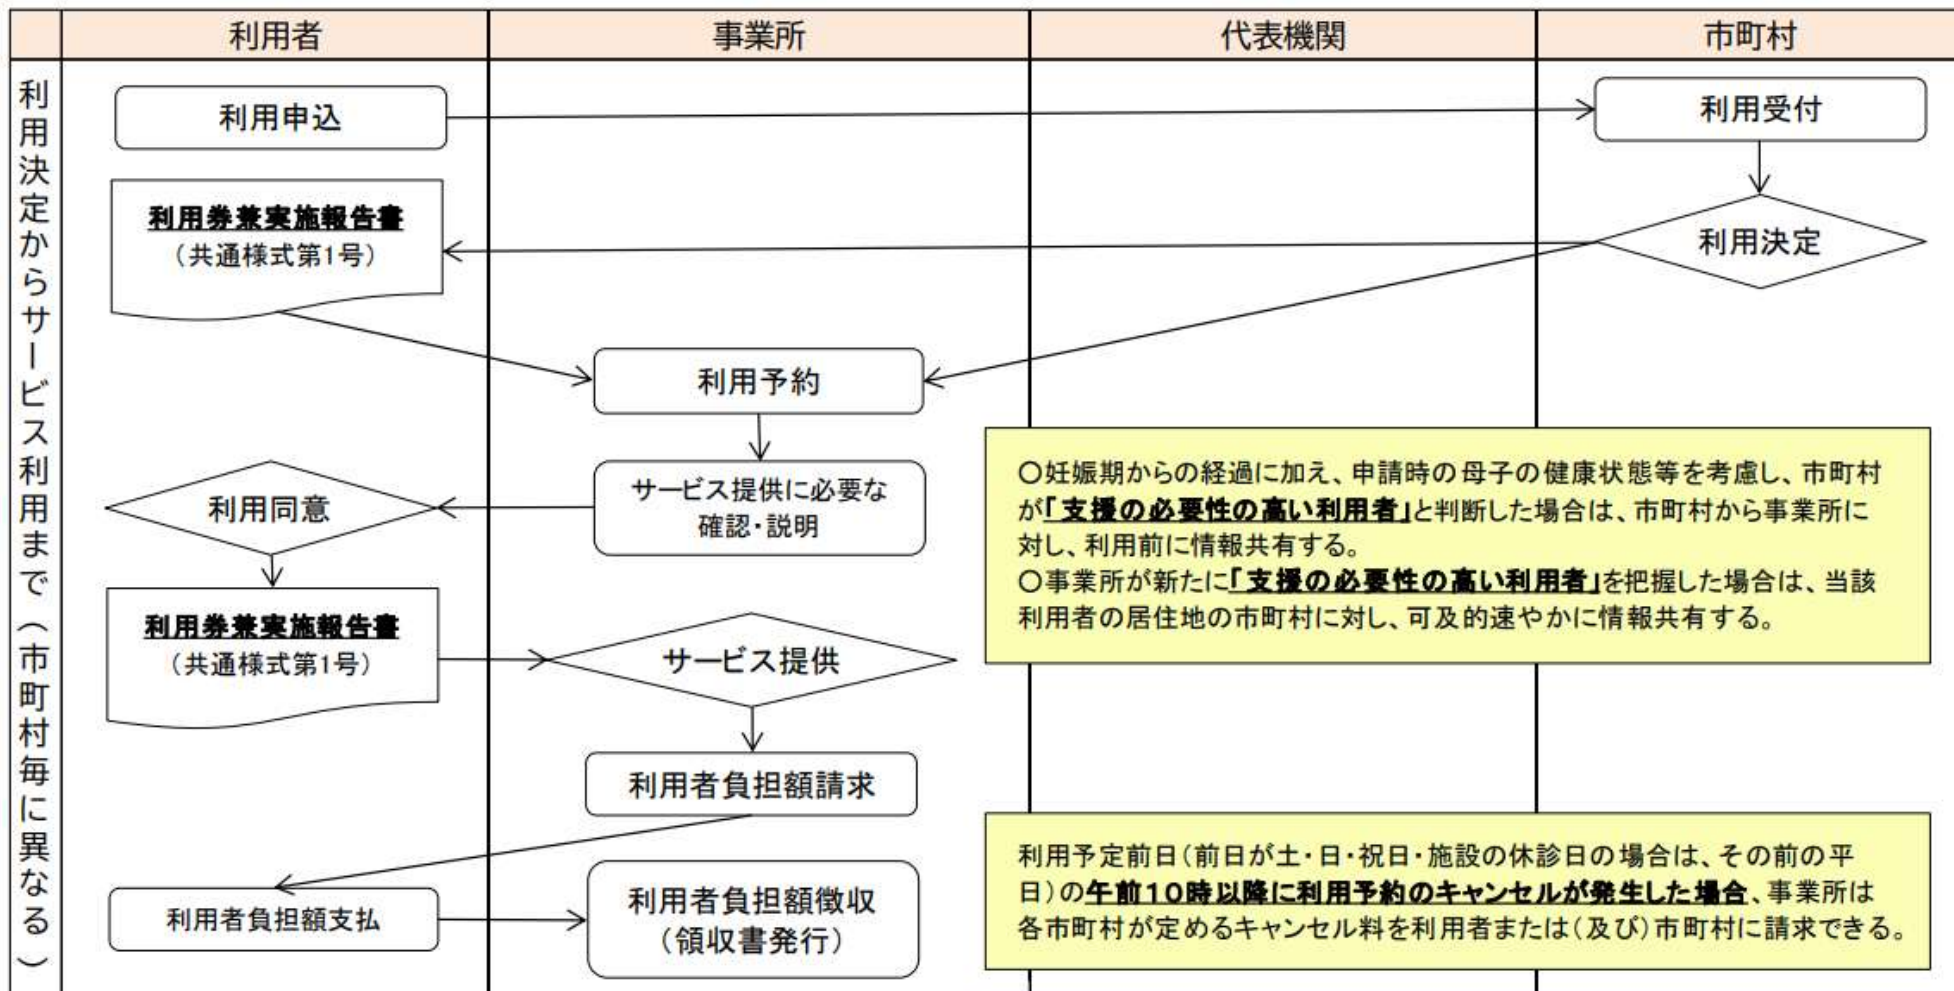 利用者
事業所
代表機関
市町村
利用決定からサービス利用まで（市町村毎に異なる）
利用申込
利用受付
利用券兼実施報告書
（共通様式第1号）
利用決定
利用予約
サービス提供に必要な
確認・説明
利用同意
〇妊娠期からの経過に加え、申請時の母子の健康状態等を考慮し、市町村
が「支援の必要性の高い利用者」と判断した場合は、市町村から事業所に
対し、利用前に情報共有する。
〇事業所が新たに「支援の必要性の高い利用者」を把握した場合は、当該
利用者の居住地の市町村に対し、可及的速やかに情報共有する。
利用券兼実施報告書
（共通様式第1号）
サービス提供
利用者負担額請求
利用者負担額支払
利用者負担額徴収
（領収書発行）
利用予定前日（前日が土・日・祝日・施設の休診日の場合は、その前の平
日）の午前１０時以降に利用予約のキャンセルが発生した場合、事業所は
各市町村が定めるキャンセル料を利用者または（及び）市町村に請求できる。